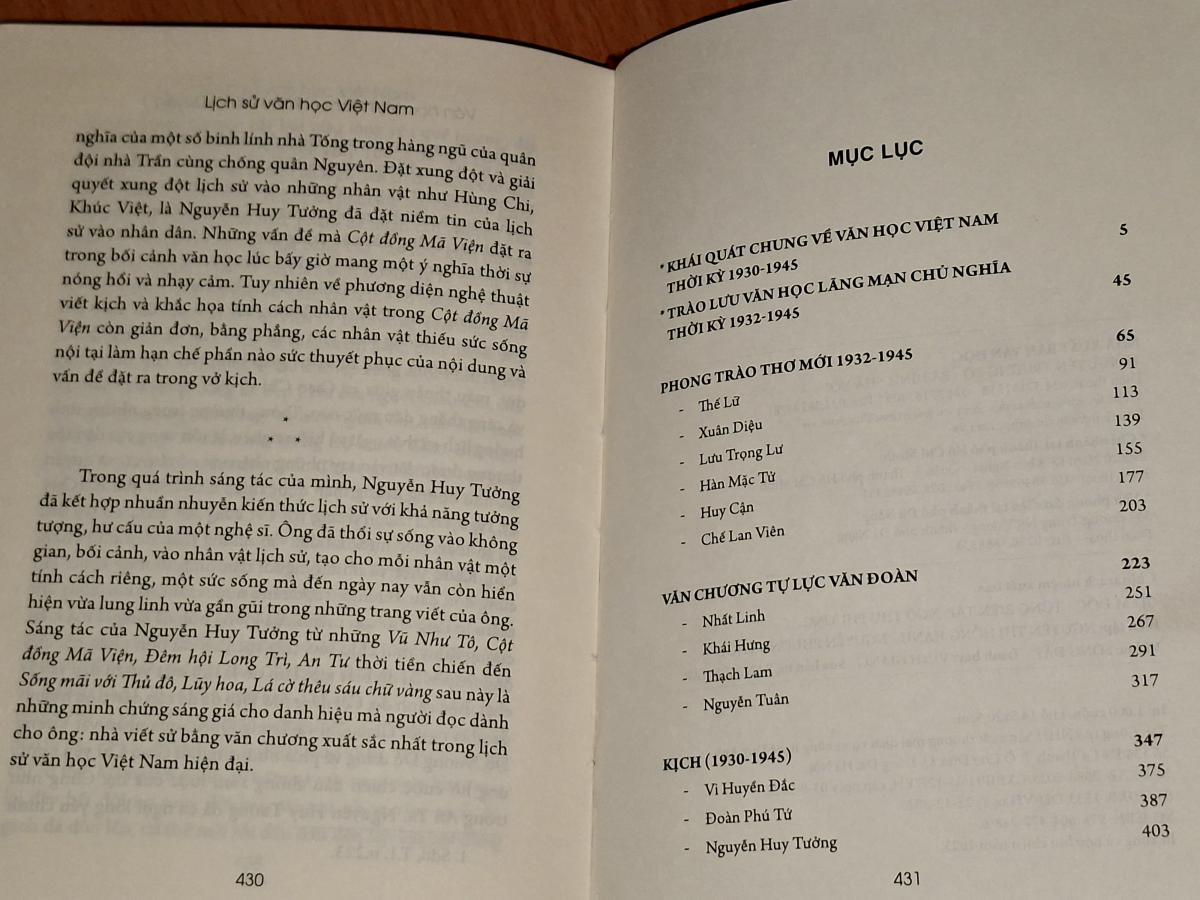 Lịch sử văn học Việt Nam
nghĩa của một số binh lính nhà Tống trong hàng ngũ của quân
đội nhà Trần cùng chống quân Nguyên. Đặt xung đột và giải
quyết xung đột lịch sử vào những nhân vật như Hùng Chi,
Khúc Việt, là Nguyễn Huy Tưởng đã đặt niềm tin của lịch
sử vào nhân dân. Những vấn đề mà Cột đồng Mã Viện đặt ra
trong bối cảnh văn học lúc bấy giờ mang một ý nghĩa thời sự
nóng hổi và nhạy cảm. Tuy nhiên về phương diện nghệ thuật
viết kịch và khắc họa tính cách nhân vật trong Cột đồng Mã
Viện còn giản đơn, bằng phẳng, các nhân vật thiếu sức sống
nội tại làm hạn chế phần nào sức thuyết phục của nội dung và
vấn đề đặt ra trong vở kịch.
*
* *
Trong quá trình sáng tác của mình, Nguyễn Huy Tưởng
đã kết hợp nhuần nhuyễn kiến thức lịch sử với khả năng tưởng
tượng, hư cấu của một nghệ sĩ. Ông đã thổi sự sống vào không
gian, bối cảnh, vào nhân vật lịch sử, tạo cho mỗi nhân vật một
tính cách riêng, một sức sống mà đến ngày nay vẫn còn hiển
hiện vừa lung linh vừa gần gũi trong những trang viết của ông.
Sáng tác của Nguyễn Huy Tưởng từ những Vũ Như Tô, Cột
đồng Mã Viện, Đêm hội Long Trì, An Tư thời tiền chiến đến
Sống mãi với Thủ đô, Lũy hoa, Lá cờ thêu sáu chữ vàng sau này là
những minh chứng sáng giá cho danh hiệu mà người đọc dành
cho ông: nhà viết sử bằng văn chương xuất sắc nhất trong lịch
sử văn học Việt Nam hiện đại.
430
MỤC LỤC
* KHÁI QUÁT CHUNG VỀ VĂN HỌC VIỆT NAM 5
THỜI KỲ 1930-1945
* TRÀO LƯU VĂN HỌC LÃNG MẠN CHỦ NGHĨA 45
THỜI KỲ 1932-1945
PHONG TRÀO THƠ MỚI 1932-1945 65
- Thế Lữ 91
- Xuân Diệu 113
- Lưu Trọng Lư 139
- Hàn Mặc Tử 155
- Huy Cận 177
- Chế Lan Viên 203
VĂN CHƯƠNG TỰ LỰC VĂN ĐOÀN 223
- Nhất Linh 251
- Khái Hưng 267
- Thạch Lam 291
- Nguyễn Tuân 317
KỊCH (1930-1945) 347
- Vi Huyền Đắc 375
- Đoàn Phú Tứ 387
- Nguyễn Huy Tưởng 403
431